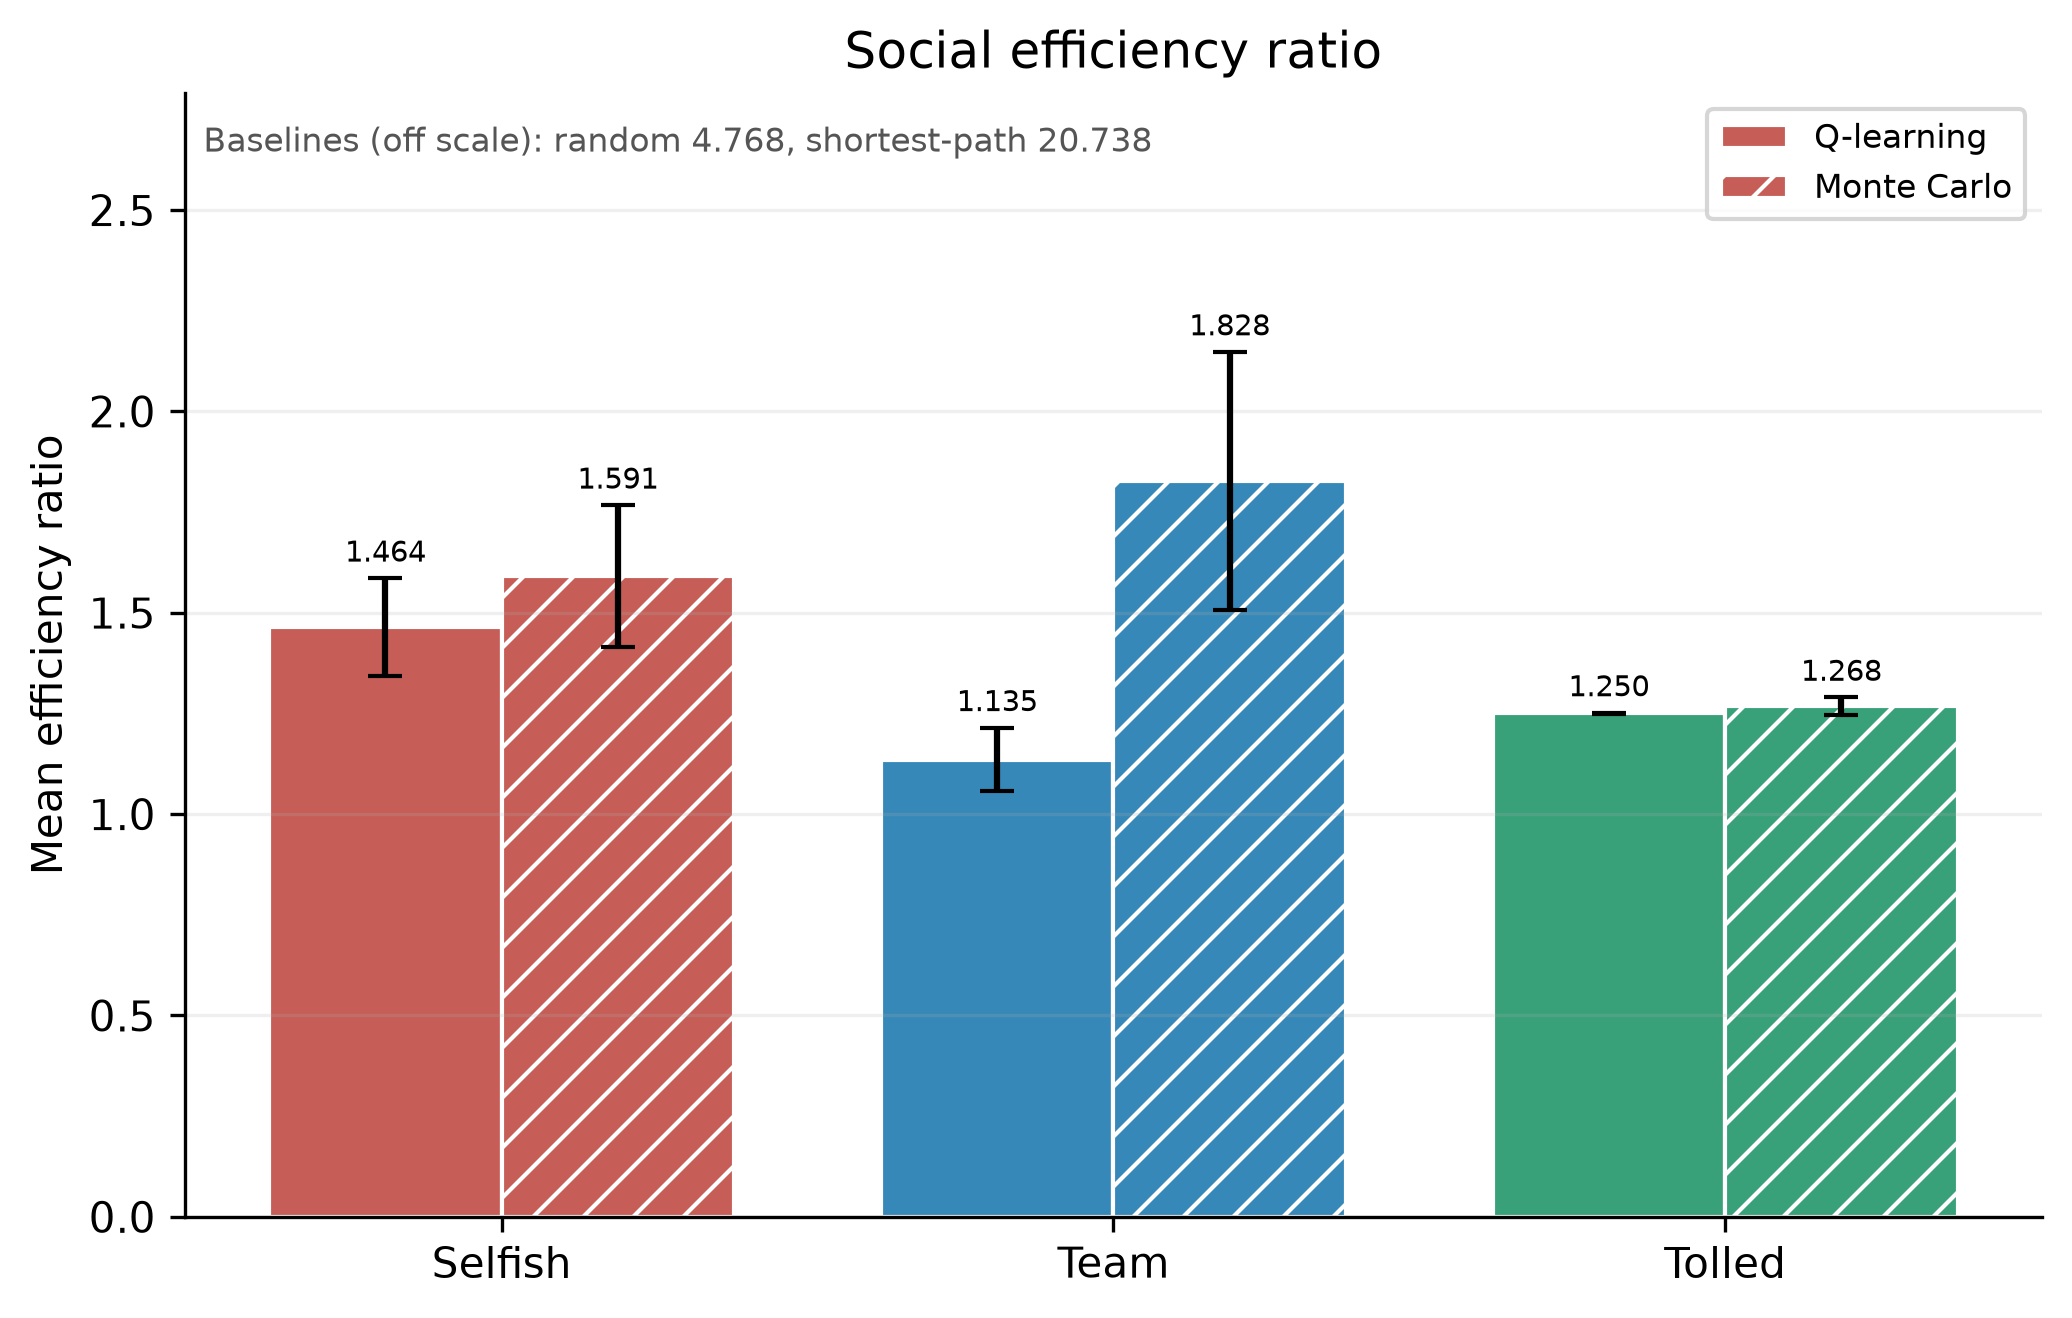 Social efficiency ratio
Baselines (off scale): random 4.768, shortest-path 20.738
Q-learning
Monte Carlo
Mean efficiency ratio
2.5
2.0
1.5
1.0
0.5
0.0
1.464
1.591
1.135
1.828
1.250
1.268
Selfish
Team
Tolled